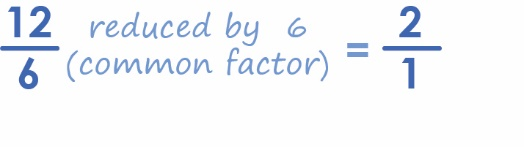 12 reduced by 6 2
(common factor) =
6 1